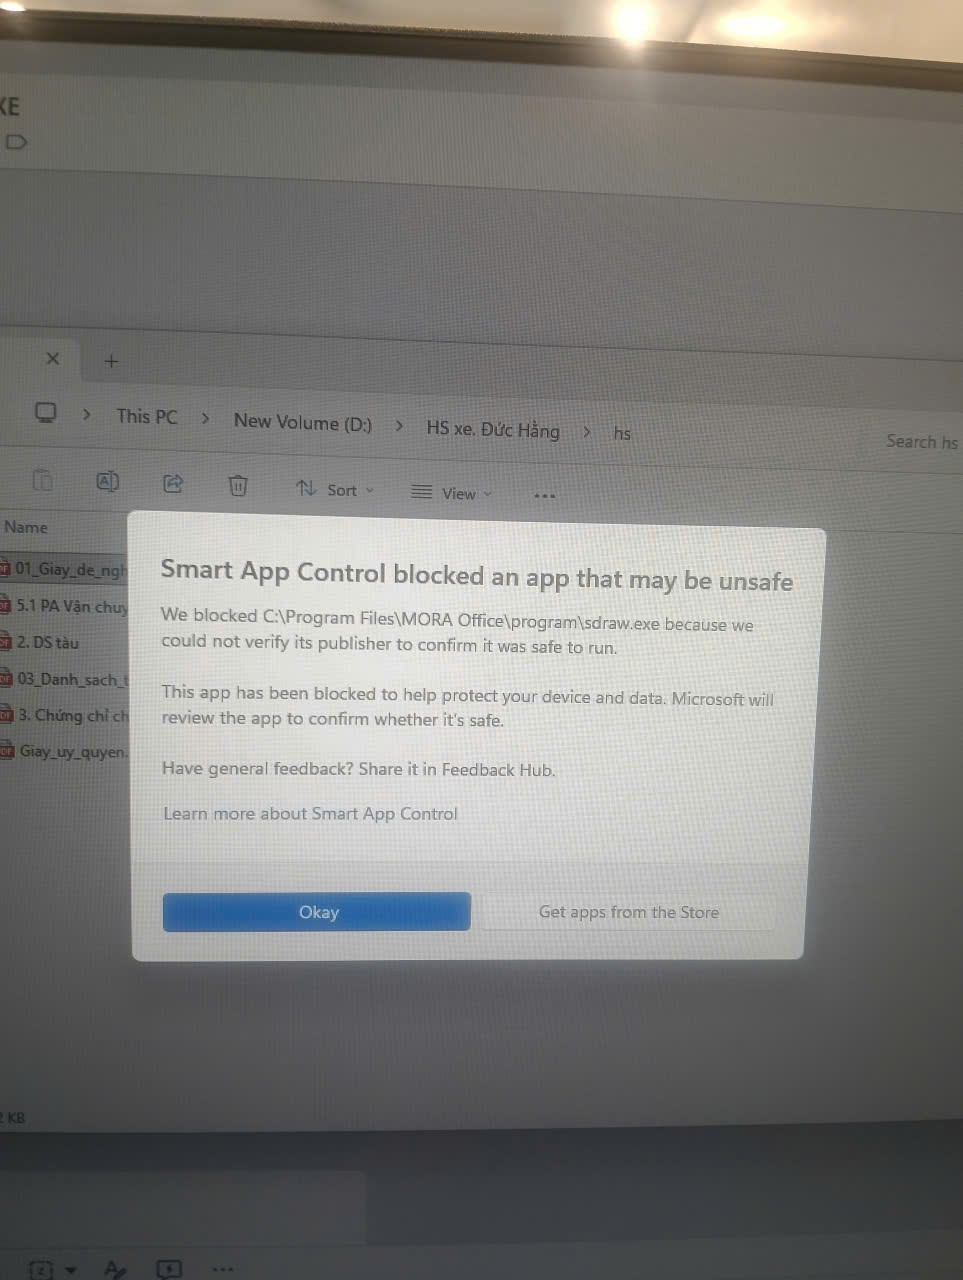 XE
This PC > New Volume (D:) > HS xe. Đức Hằng > hs
Search hs
Sort
View
Name
01_Giay_de_ngh
5.1 PA Vận chuy
2. DS tàu
03_Danh_sach_t
3. Chứng chỉ ch
Giay_uy_quyen.
Smart App Control blocked an app that may be unsafe
We blocked C:\Program Files\MORA Office\program\sdraw.exe because we
could not verify its publisher to confirm it was safe to run.
This app has been blocked to help protect your device and data. Microsoft will
review the app to confirm whether it's safe.
Have general feedback? Share it in Feedback Hub.
Learn more about Smart App Control
Okay
Get apps from the Store
2 KB